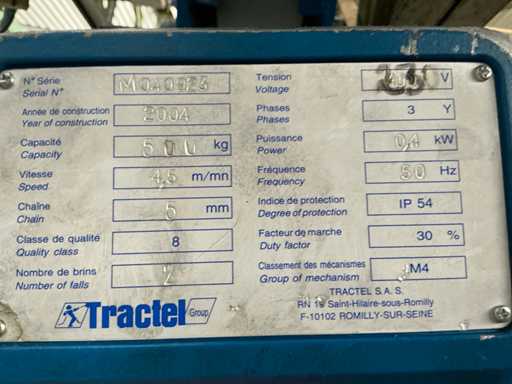 N° Série
Serial N° M040823
Année de construction
Year of construction 2004
Capacité
Capacity 500 kg
Vitesse
Speed 4,5 m/mn
Chaîne
Chain mm
Classe de qualité
Quality class 8
Nombre de brins
Number of falls 2
Tractel Group
Tension
Voltage V
Phases
Phases 3 Y
Puissance
Power 0,4 kW
Fréquence
Frequency Hz
Indice de protection
Degree of protection IP 54
Facteur de marche
Duty factor 30 %
Classement des mécanismes
Group of mechanism M4
TRACTEL S.A.S.
RN 19 Saint-Hilaire-sous-Romilly
F-10102 ROMILLY-SUR-SEINE